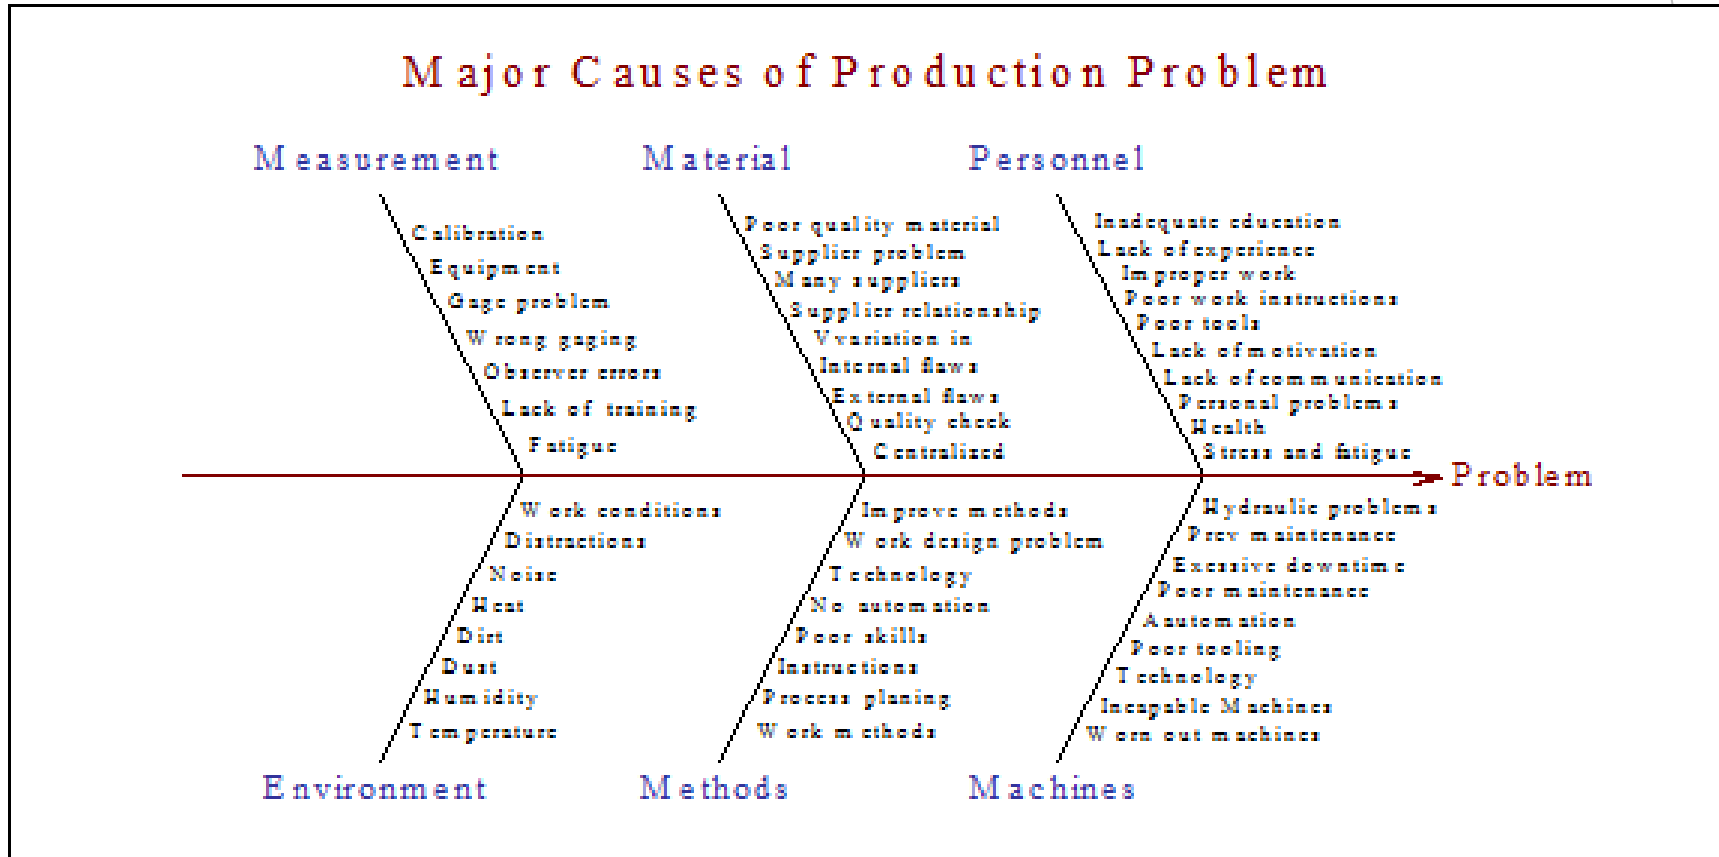 Major Causes of Production Problem
Measurement
Material
Personnel
Calibration
Equipment
Gage problem
Wrong gaging
Observer errors
Lack of training
Fatigue
Poor quality material
Supplier problem
Many suppliers
Supplier relationship
Vvariation in
Internal flaws
External flaws
Quality check
Centralized
Inadequate education
Lack of experience
Improper work
Poor work instructions
Poor tools
Lack of motivation
Lack of communication
Personal problems
Health
Stress and fatigue
Problem
Work conditions
Distractions
Noise
Heat
Dirt
Dust
Humidity
Temperature
Improve methods
Work design problem
Technology
No automation
Poor skills
Instructions
Process planing
Work methods
Hydraulic problems
Prev maintenance
Excessive downtime
Poor maintenance
Aautomation
Poor tooling
Technology
Incapable Machines
Worn out machines
Environment
Methods
Machines